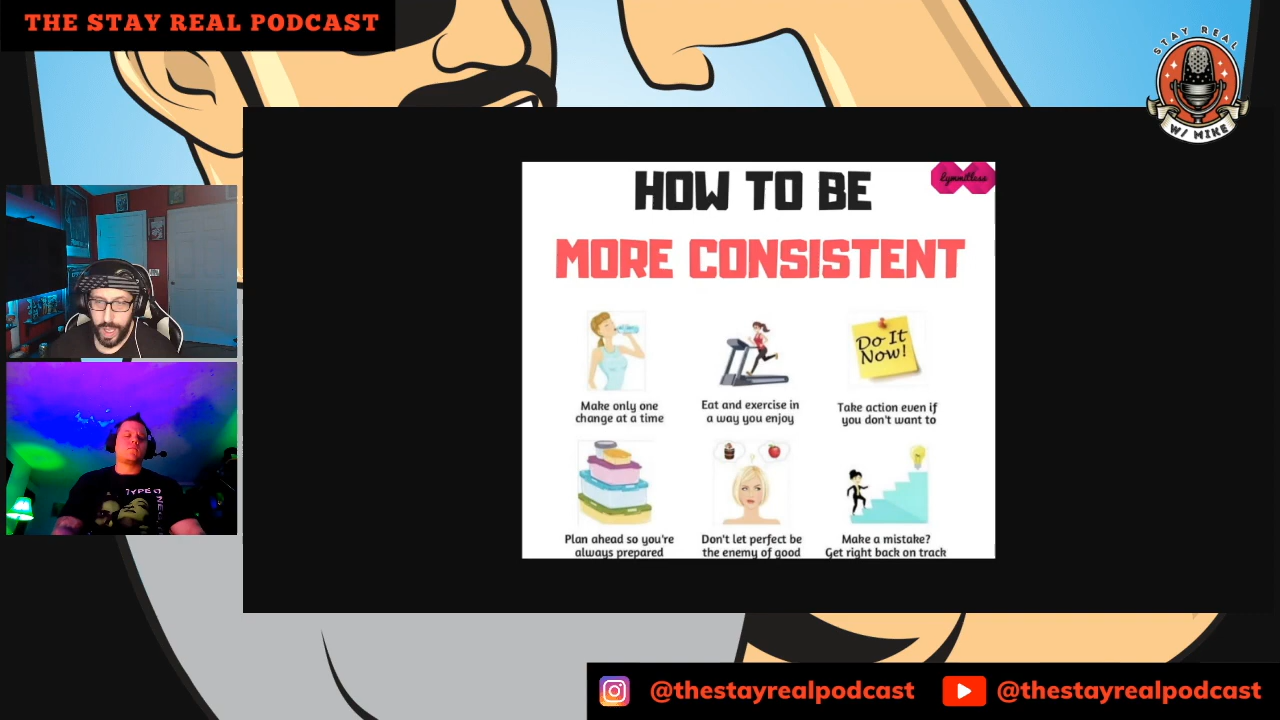 THE STAY REAL PODCAST
STAY REAL
W/ MIKE
HOW TO BE
MORE CONSISTENT
Lymmitless
Make only one
change at a time
Eat and exercise in
a way you enjoy
Do It
Now!
Take action even if
you don't want to
Plan ahead so you're
always prepared
Don't let perfect be
the enemy of good
Make a mistake?
Get right back on track
TYPE O
@thestayrealpodcast
@thestayrealpodcast